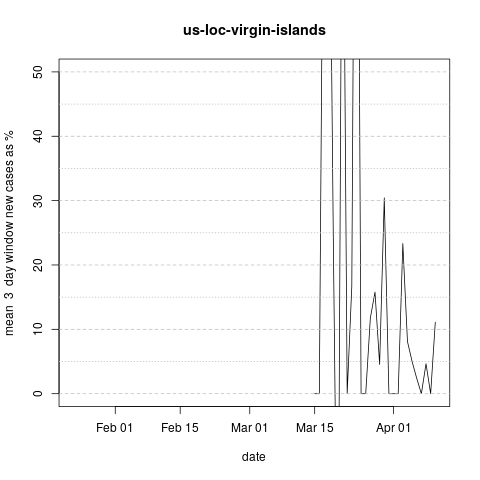 us-loc-virgin-islands
mean 3 day window new cases as %
50
40
30
20
10
0
Feb 01 Feb 15 Mar 01 Mar 15 Apr 01
date